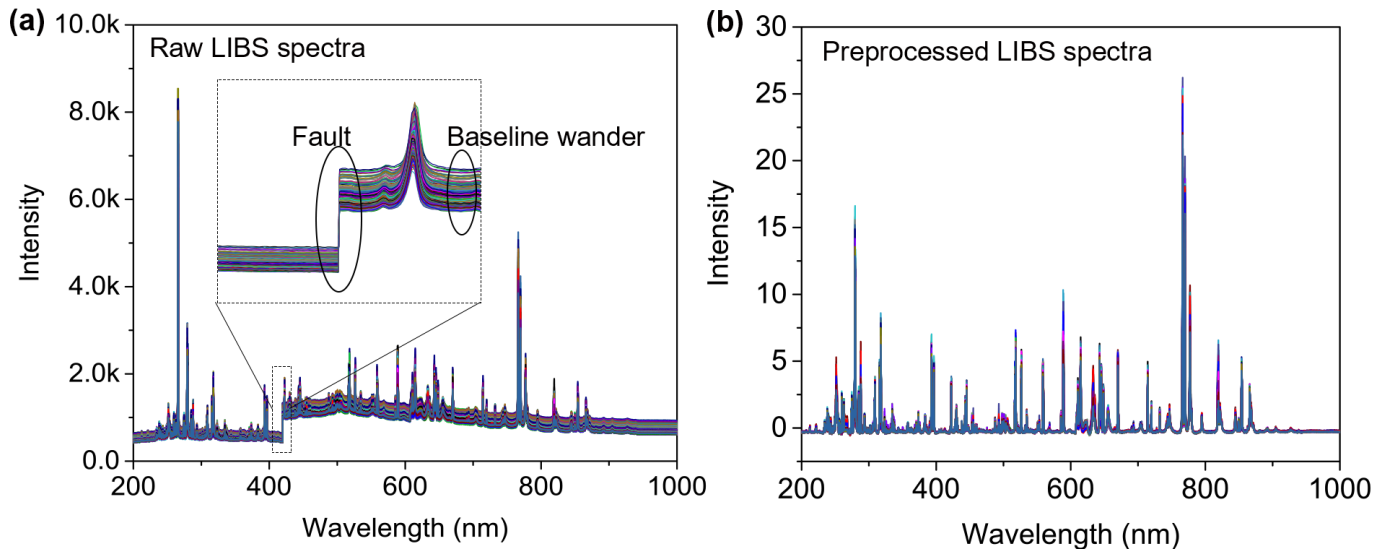 (a)
Raw LIBS spectra
Fault
Baseline wander
10.0k
8.0k
6.0k
4.0k
2.0k
0.0
Intensity
200
400
600
800
1000
Wavelength (nm)
(b)
Preprocessed LIBS spectra
30
25
20
15
10
5
0
Intensity
200
400
600
800
1000
Wavelength (nm)